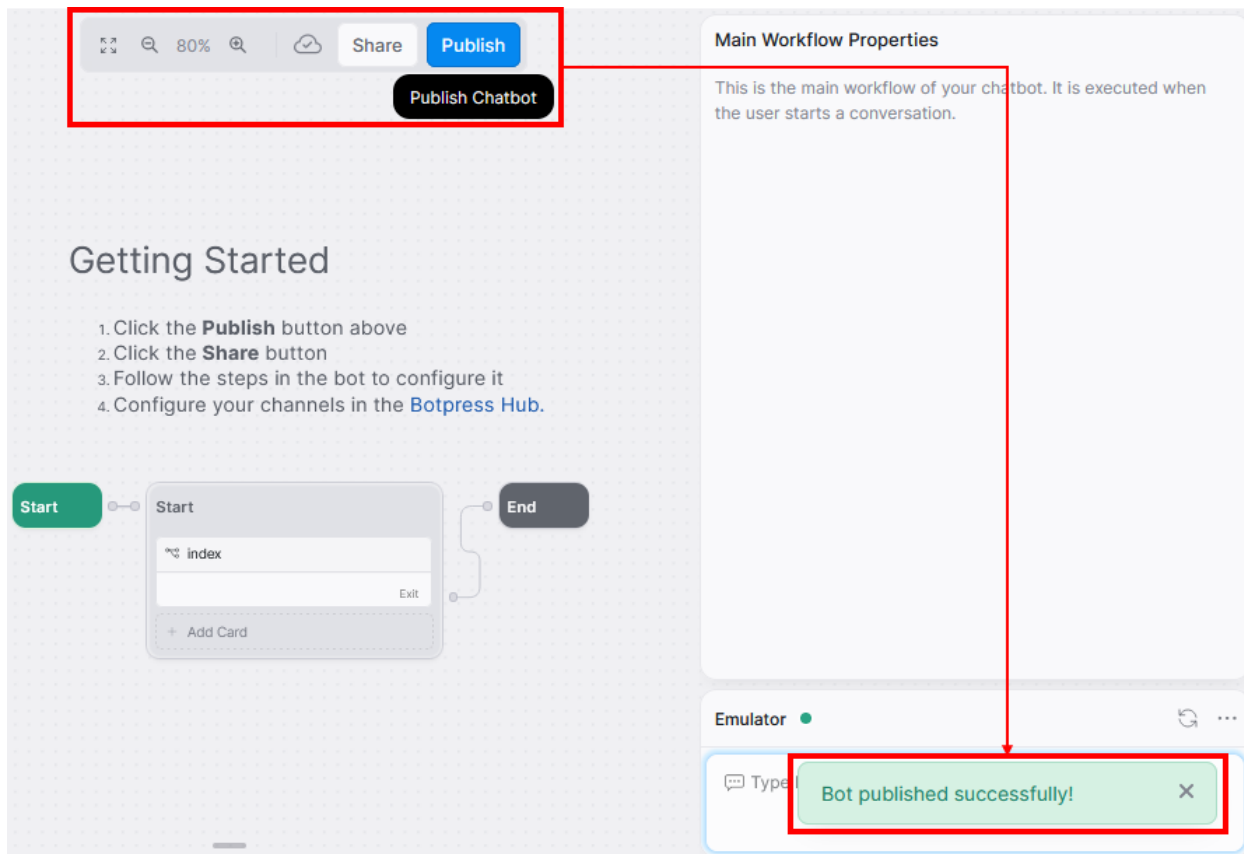 80%
Share
Publish
Publish Chatbot
Main Workflow Properties
This is the main workflow of your chatbot. It is executed when
the user starts a conversation.
Getting Started
1. Click the Publish button above
2. Click the Share button
3. Follow the steps in the bot to configure it
4. Configure your channels in the Botpress Hub.
Start
Start
index
Exit
+ Add Card
End
Emulator
Type
Bot published successfully!